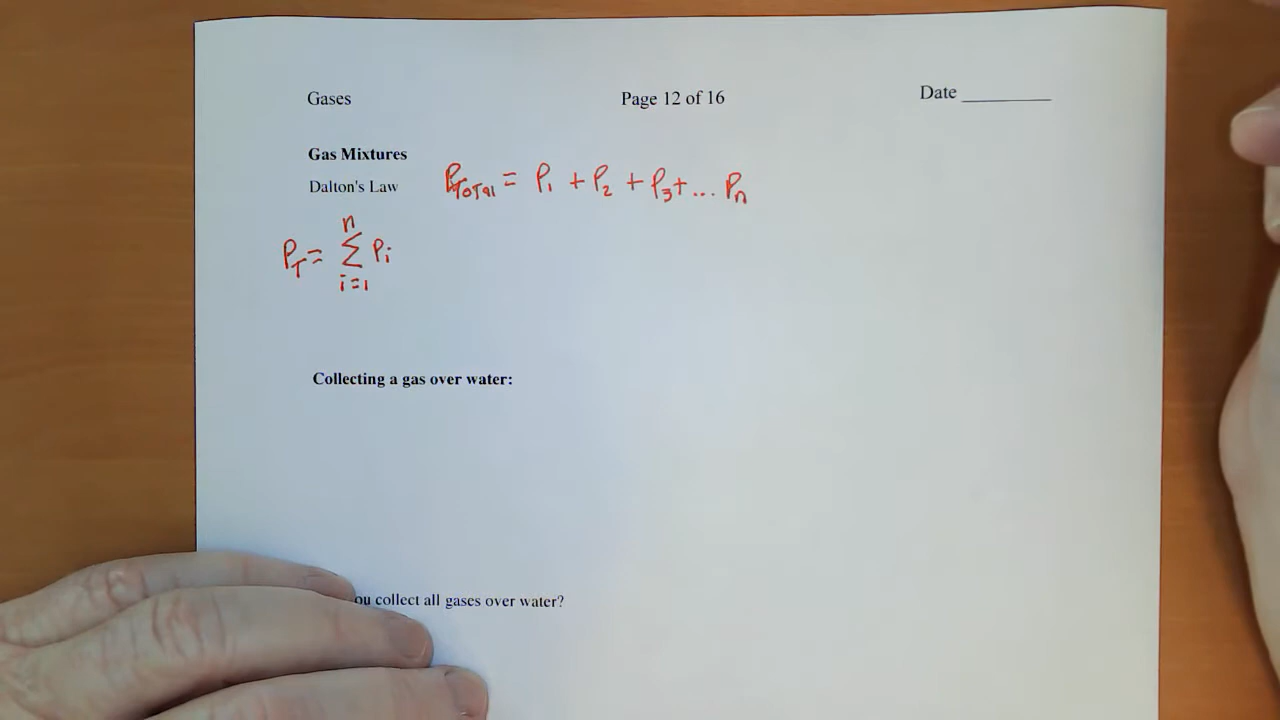 Gases Page 12 of 16 Date ________
Gas Mixtures
Dalton's Law P_Total = P₁ + P₂ + P₃ + ... Pₙ
P_T = \sum_{i=1}^{n} P_i
Collecting a gas over water:
ou collect all gases over water?